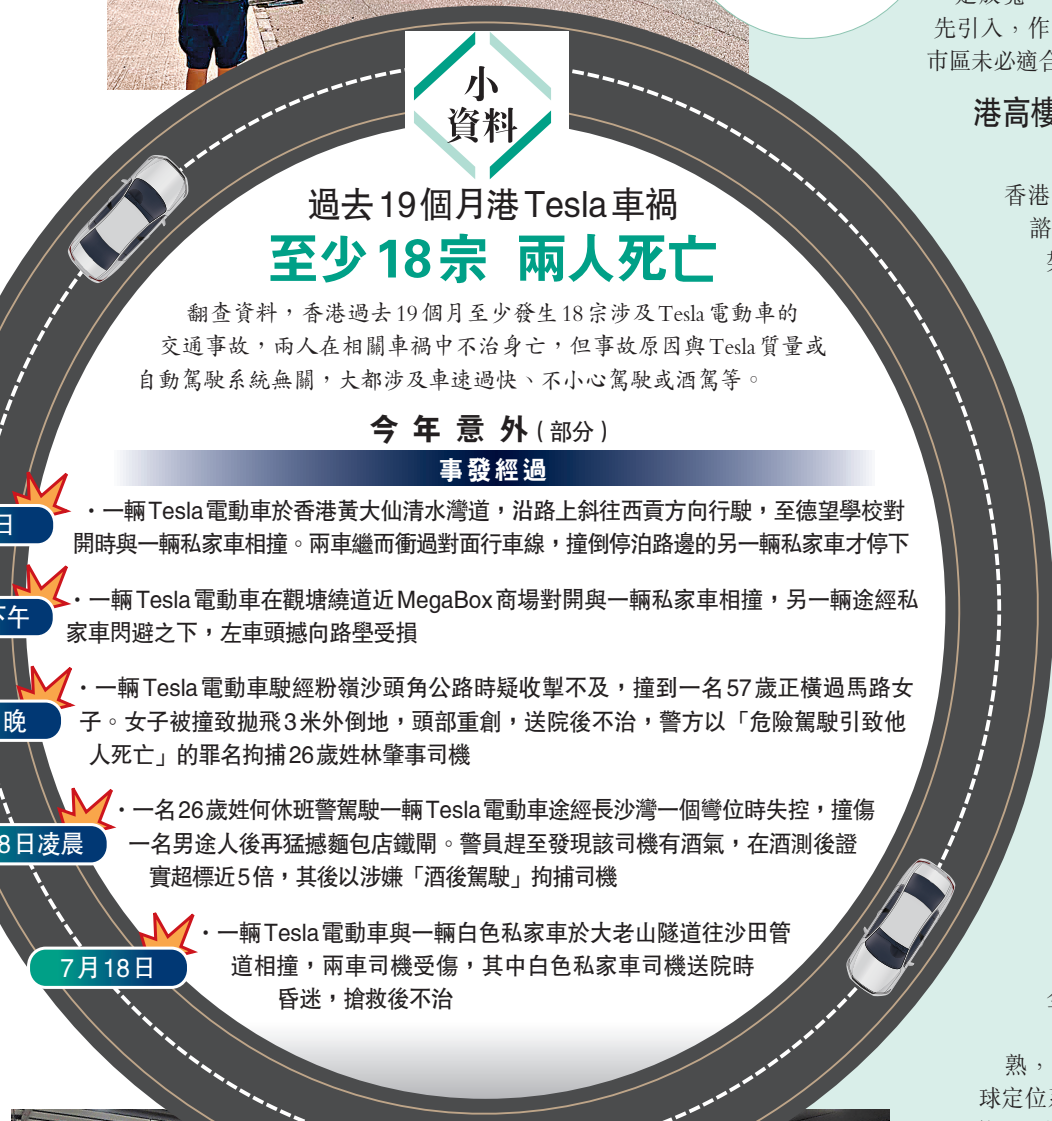 先引入，作
市區未必適合
港高樓
香港
諮
小
資料
過去19個月港Tesla車禍
至少18宗 兩人死亡
翻查資料，香港過去19個月至少發生18宗涉及Tesla電動車的
交通事故，兩人在相關車禍中不治身亡，但事故原因與Tesla質量或
自動駕駛系統無關，大都涉及車速過快、不小心駕駛或酒駕等。
今年意外(部分)
事發經過
日
·一輛Tesla電動車於香港黃大仙清水灣道，沿路上斜往西貢方向行駛，至德望學校對
開時與一輛私家車相撞。兩車繼而衝過對面行車線，撞倒停泊路邊的另一輛私家車才停下
下午
·一輛Tesla電動車在觀塘繞道近MegaBox商場對開與一輛私家車相撞，另一輛途經私
家車閃避之下，左車頭撼向路壆受損
晚
·一輛Tesla電動車駛經粉嶺沙頭角公路時疑收掣不及，撞到一名57歲正橫過馬路女
子。女子被撞致拋飛3米外倒地，頭部重創，送院後不治，警方以「危險駕駛引致他
人死亡」的罪名拘捕26歲姓林肇事司機
8日凌晨
·一名26歲姓何休班警駕駛一輛Tesla電動車途經長沙灣一個彎位時失控，撞傷
一名男途人後再猛撼麵包店鐵閘。警員趕至發現該司機有酒氣，在酒測後證
實超標近5倍，其後以涉嫌「酒後駕駛」拘捕司機
7月18日
·一輛Tesla電動車與一輛白色私家車於大老山隧道往沙田管
道相撞，兩車司機受傷，其中白色私家車司機送院時
昏迷，搶救後不治
熟，
球定位